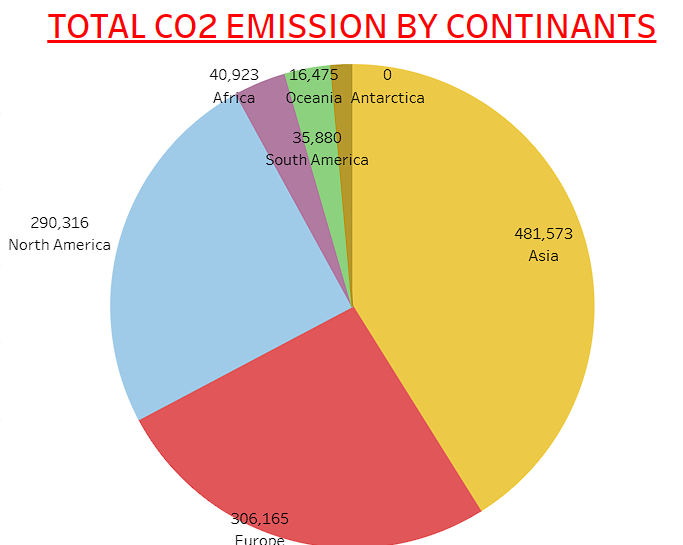 TOTAL CO2 EMISSION BY CONTINANTS
40,923
Africa
16,475
Oceania
0
Antarctica
35,880
South America
290,316
North America
481,573
Asia
306,165
Europe